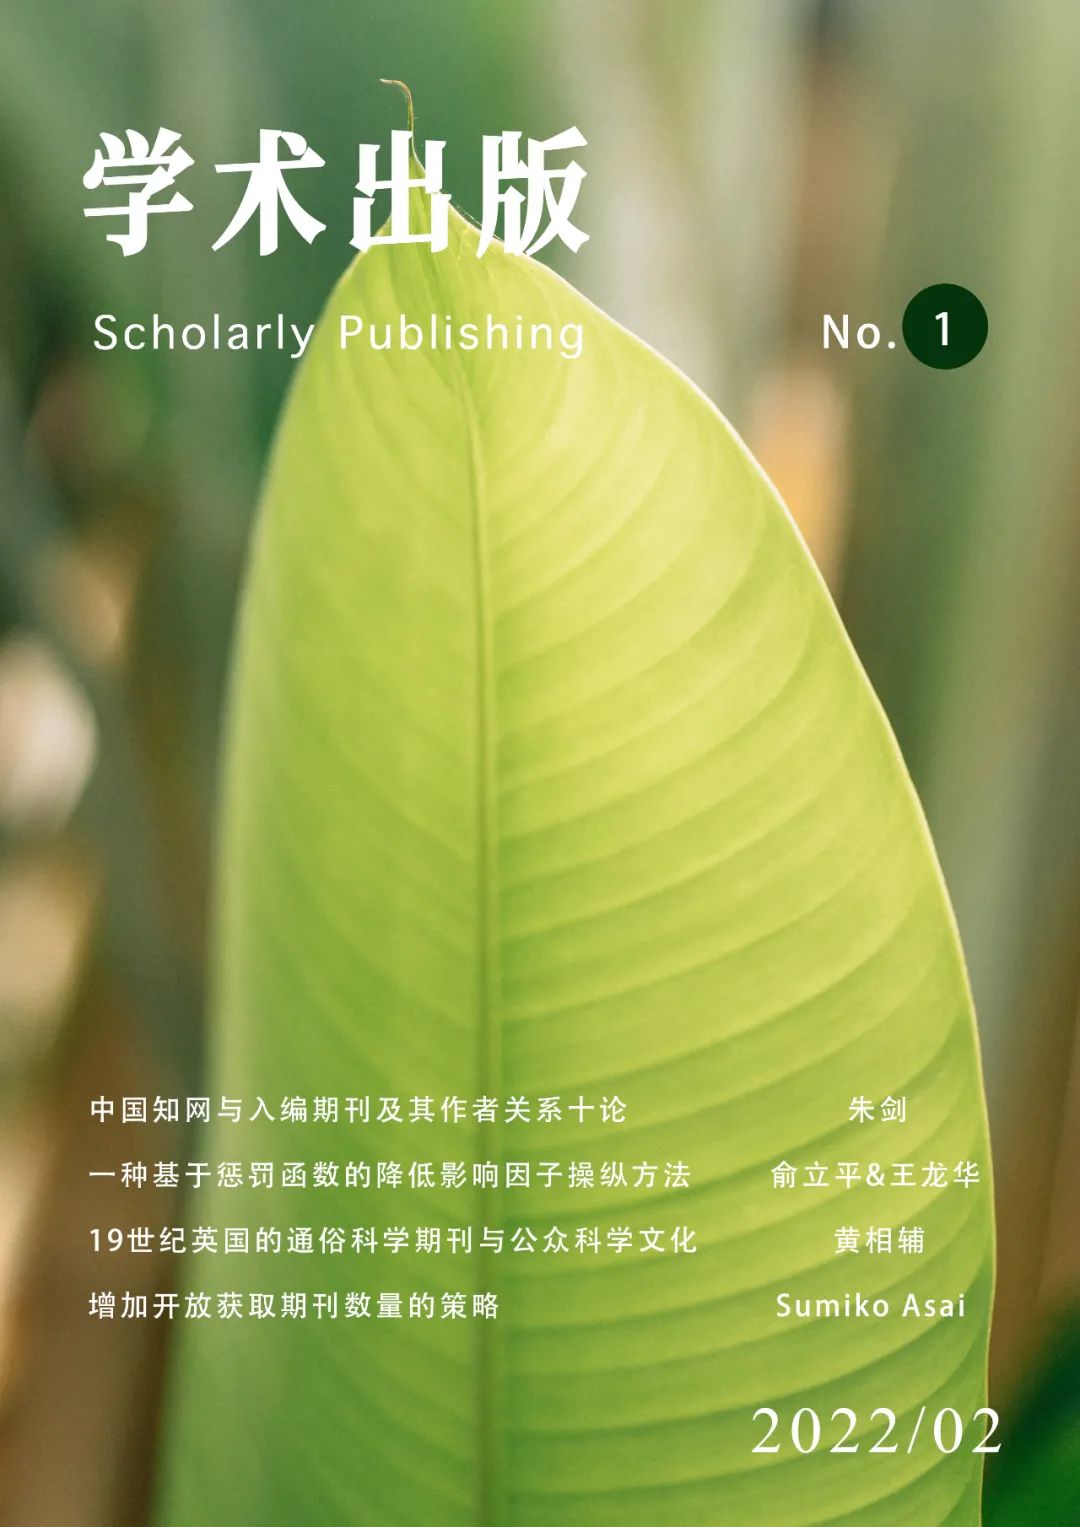 学术出版
Scholarly Publishing No. 1
中国知网与入编期刊及其作者关系十论 朱剑
一种基于惩罚函数的降低影响因子操纵方法 俞立平&王龙华
19世纪英国的通俗科学期刊与公众科学文化 黄相辅
增加开放获取期刊数量的策略 Sumiko Asai
2022/02